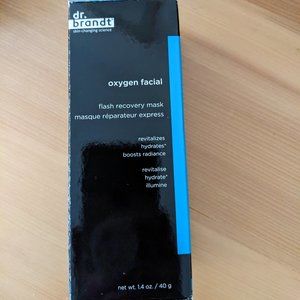 dr.
brandt
skin-changing science
oxygen facial
flash recovery mask
masque réparateur express
revitalizes
hydrates*
boosts radiance
revitalise
hydrate*
illumine
net wt. 1.4 oz. / 40 g